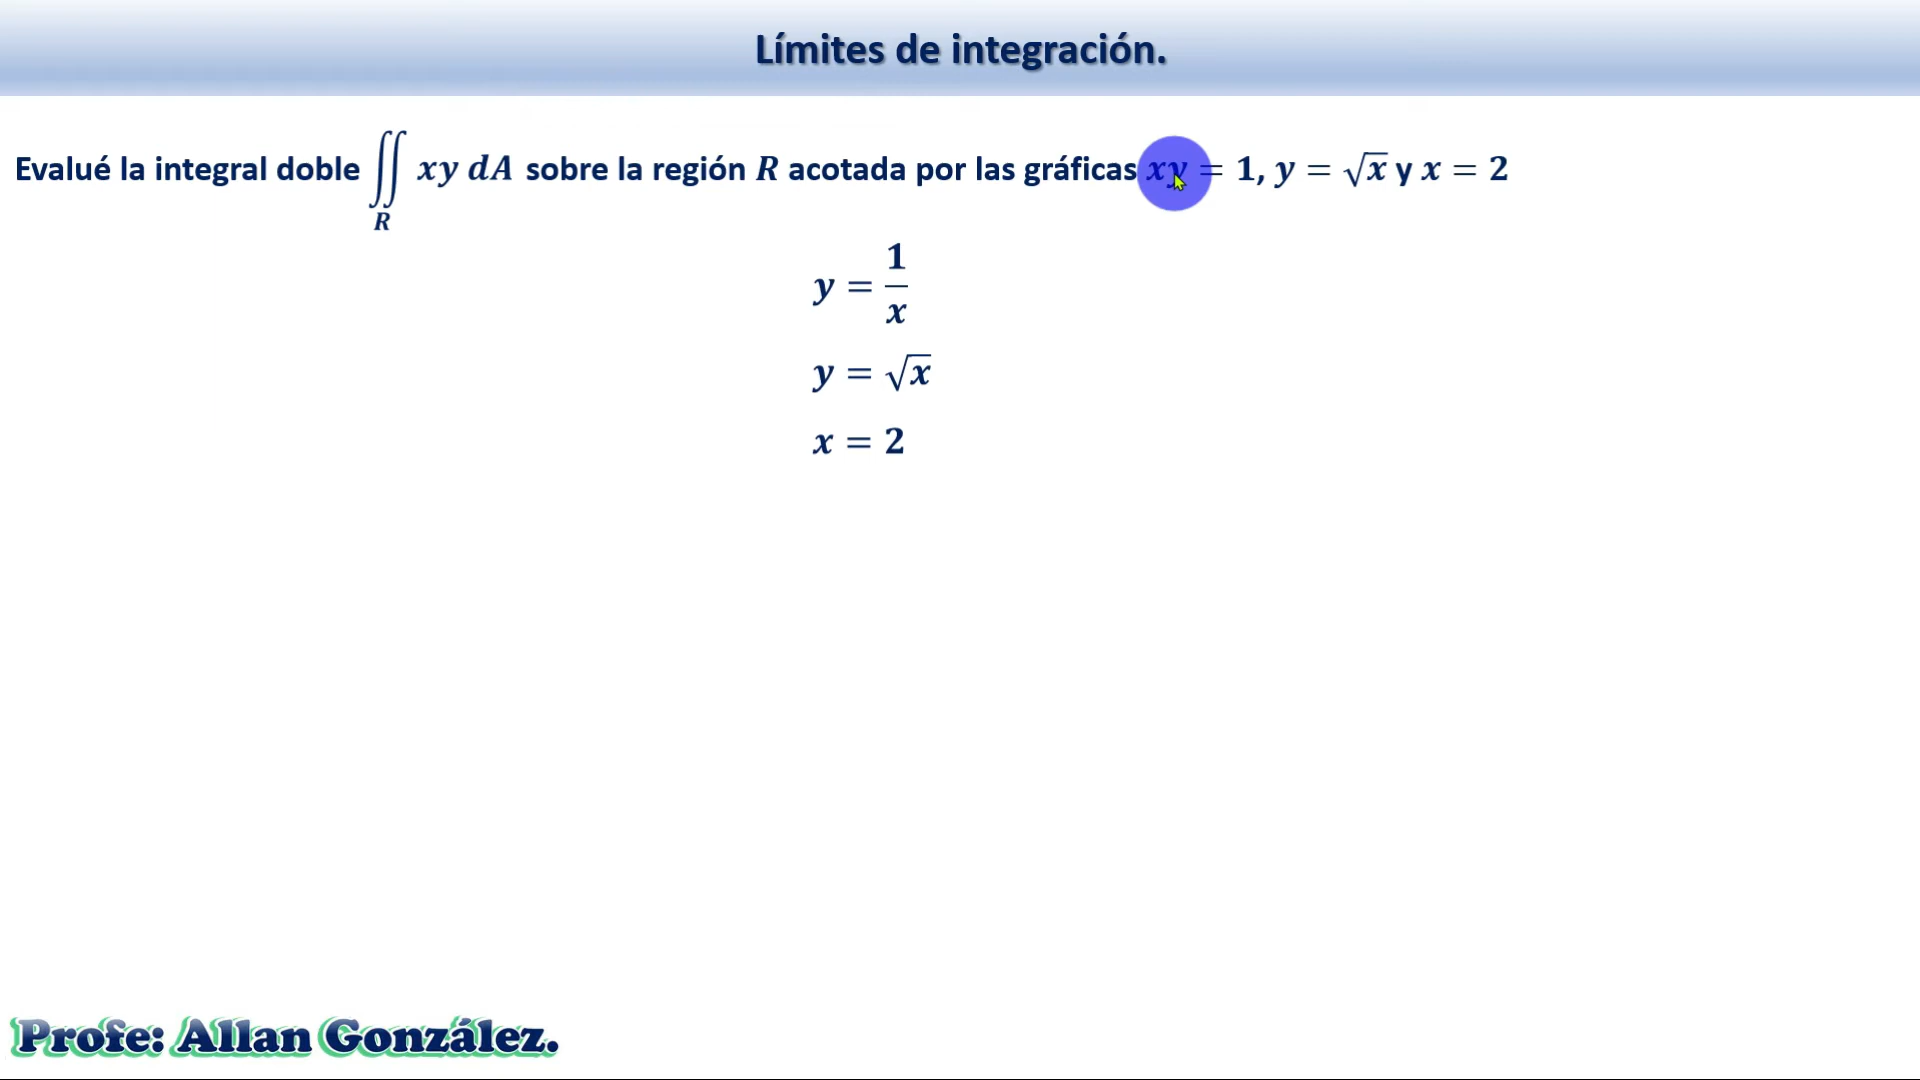 Límites de integración.
Evalué la integral doble ∬_R xy dA sobre la región R acotada por las gráficas xy = 1, y = √x y x = 2
y = 1/x
y = √x
x = 2
Profe: Allan González.